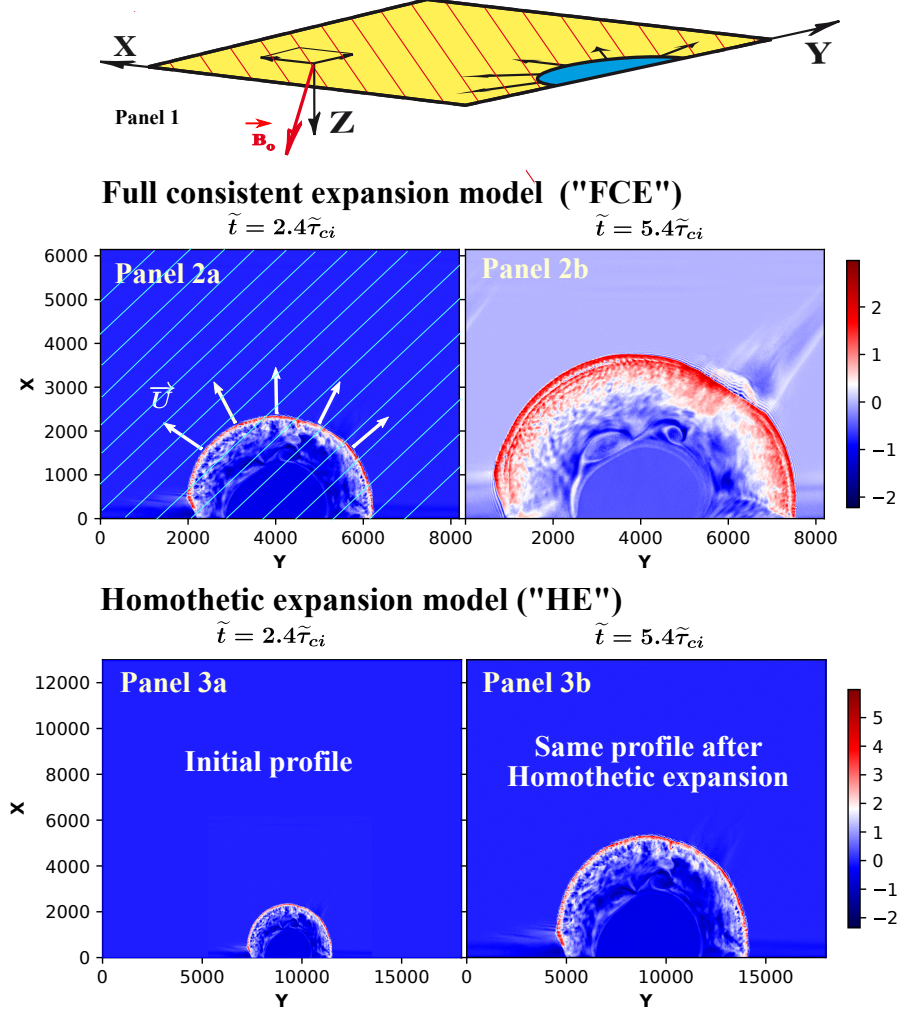 X
Y
Z
B₀
Panel 1
Full consistent expansion model ("FCE")
t̃ = 2.4τ̃ci
t̃ = 5.4τ̃ci
Panel 2a
Panel 2b
U
6000
5000
4000
3000
2000
1000
0
X
0 2000 4000 6000 8000
Y
2000 4000 6000 8000
Y
2
1
0
−1
−2
Homothetic expansion model ("HE")
t̃ = 2.4τ̃ci
t̃ = 5.4τ̃ci
Panel 3a
Panel 3b
Initial profile
Same profile after
Homothetic expansion
12000
10000
8000
6000
4000
2000
0
X
0 5000 10000 15000
Y
0 5000 10000 15000
Y
5
4
3
2
1
0
−1
−2